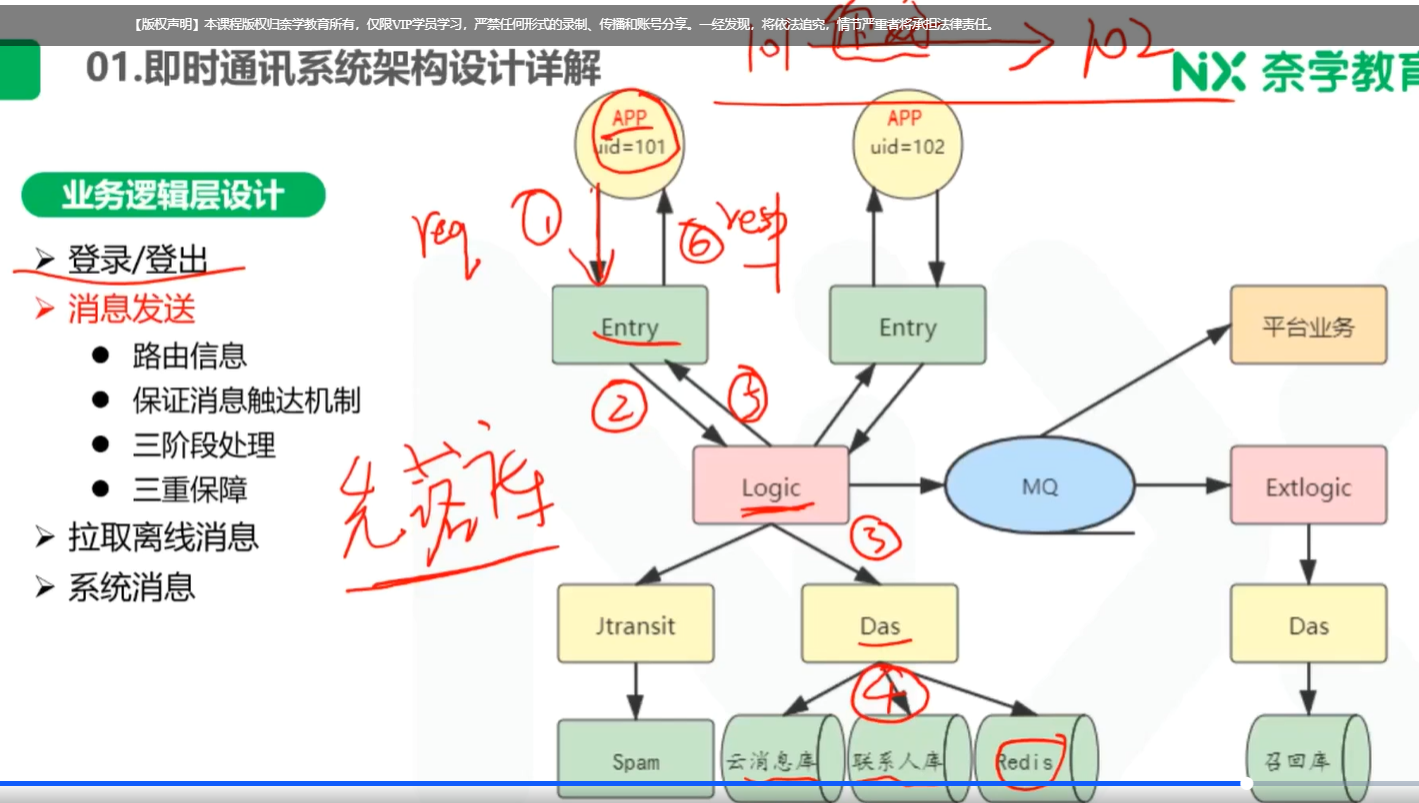 【版权声明】本课程版权归奈学教育所有，仅限VIP学员学习，严禁任何形式的录制、传播和账号分享。一经发现，将依法追究，情节严重者将承担法律责任。
101 102
01.即时通讯系统架构设计详解
NX 奈学教育
APP
uid=101
APP
uid=102
业务逻辑层设计
req ① ⑥ resp
➢ 登录/登出
➢ 消息发送
Entry
Entry
平台业务
● 路由信息
● 保证消息触达机制
② ⑤
● 三阶段处理
● 三重保障
先落库
Logic
MQ
Extlogic
➢ 拉取离线消息
③
➢ 系统消息
Jtransit
Das
Das
④
Spam
云消息库
联系人库
Redis
召回库